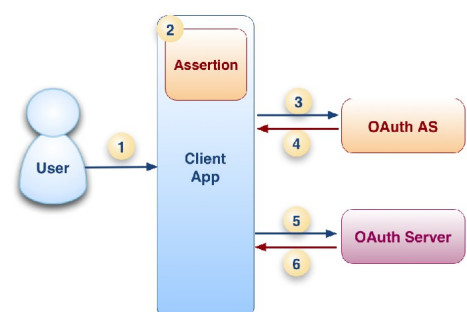 2
Assertion
3
OAuth AS
4
1
User
Client
App
5
OAuth Server
6